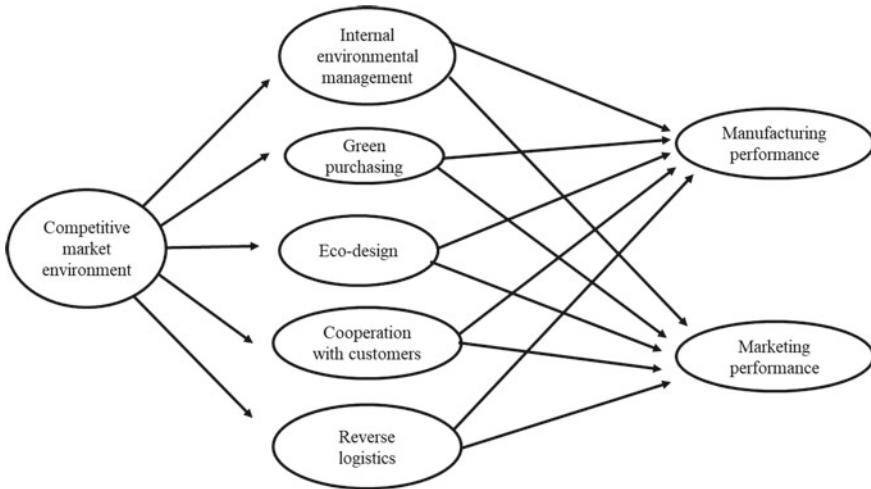 Internal
environmental
management
Green
purchasing
Competitive
market
environment
Eco-design
Cooperation
with customers
Reverse
logistics
Manufacturing
performance
Marketing
performance